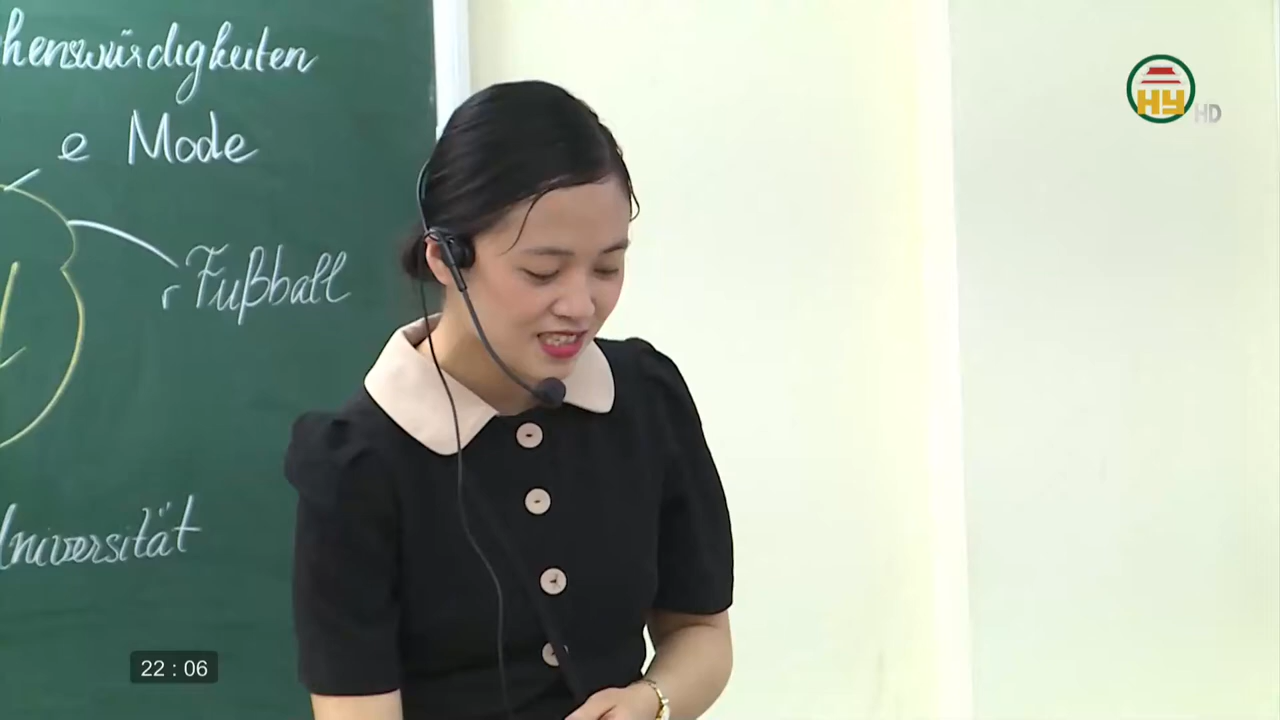 henswürdigkeiten
e Mode
r Fußball
Universität
HY HD
22 : 06